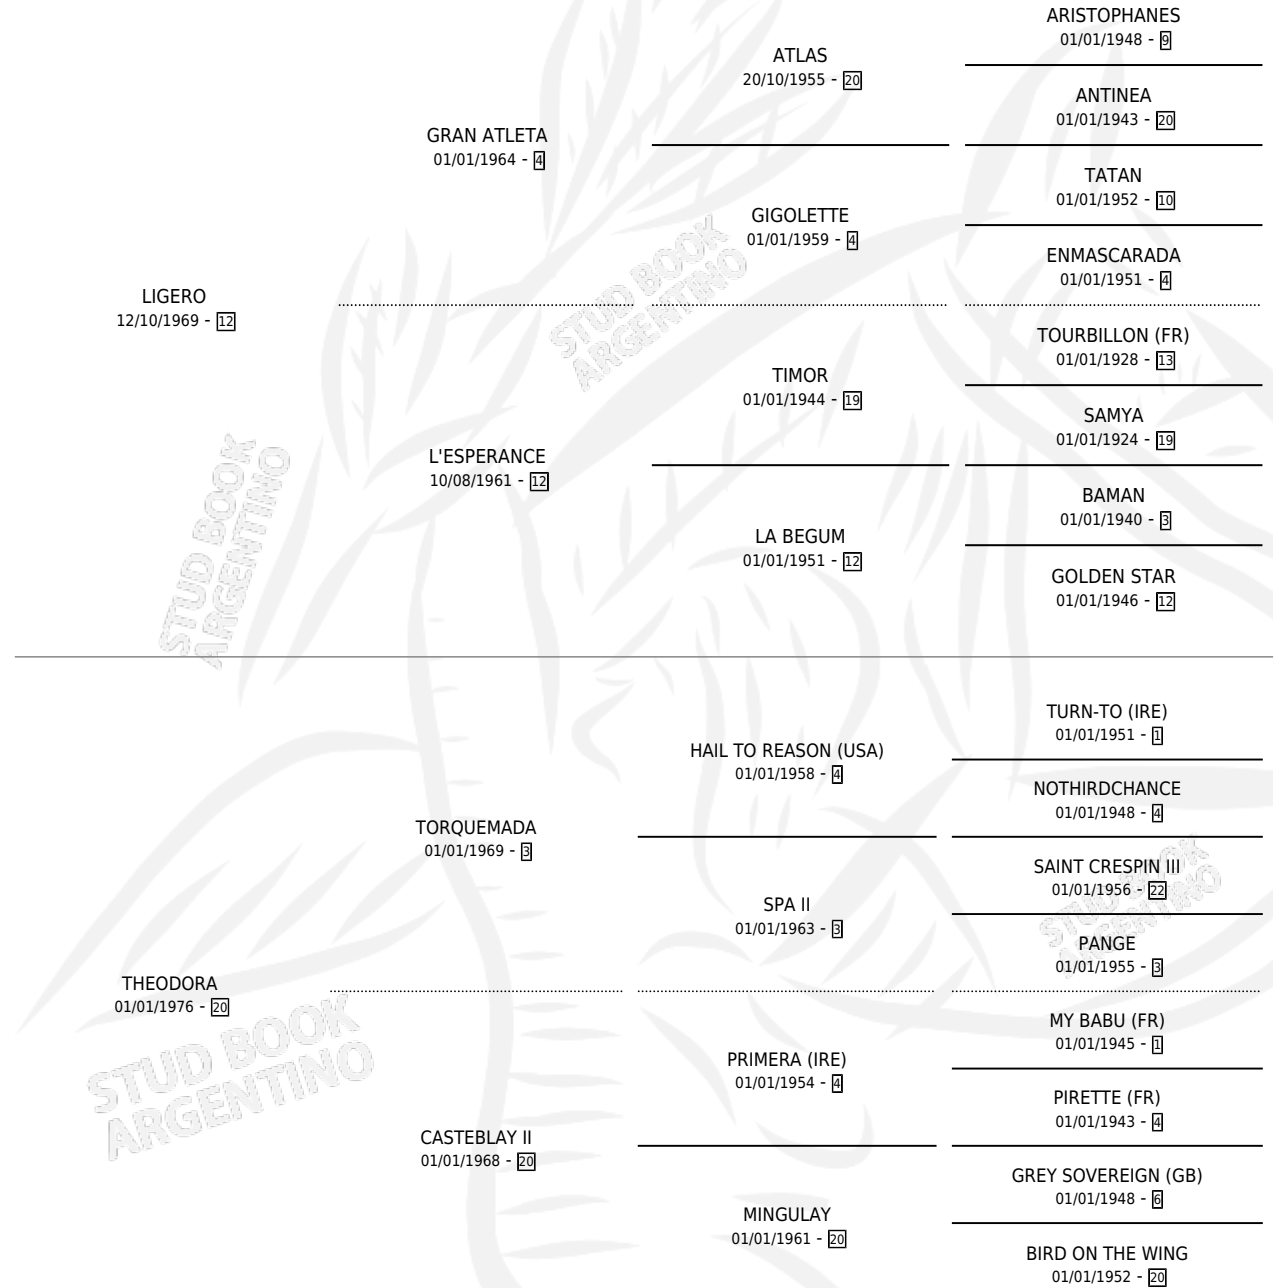 ARISTOPHANES
01/01/1948 - 9
ATLAS
20/10/1955 - 20
ANTINEA
01/01/1943 - 20
GRAN ATLETA
01/01/1964 - 4
TATAN
01/01/1952 - 10
GIGOLETTE
01/01/1959 - 4
ENMASCARADA
01/01/1951 - 4
STUD BOOK
ARGENTINO
LIGERO
12/10/1969 - 12
TOURBILLON (FR)
01/01/1928 - 13
TIMOR
01/01/1944 - 19
SAMYA
01/01/1924 - 19
L'ESPERANCE
10/08/1961 - 12
BAMAN
01/01/1940 - 3
LA BEGUM
01/01/1951 - 12
GOLDEN STAR
01/01/1946 - 12
STUD BOOK
ARGENTINO
TURN-TO (IRE)
01/01/1951 - 1
HAIL TO REASON (USA)
01/01/1958 - 4
NOTHIRDCHANCE
01/01/1948 - 4
TORQUEMADA
01/01/1969 - 3
SAINT CRESPIN III
01/01/1956 - 22
SPA II
01/01/1963 - 3
PANGE
01/01/1955 - 3
STUD BOOK
ARGENTINO
THEODORA
01/01/1976 - 20
MY BABU (FR)
01/01/1945 - 1
PRIMERA (IRE)
01/01/1954 - 4
PIRETTE (FR)
01/01/1943 - 4
STUD BOOK
ARGENTINO
CASTEBLAY II
01/01/1968 - 20
GREY SOVEREIGN (GB)
01/01/1948 - 6
MINGULAY
01/01/1961 - 20
BIRD ON THE WING
01/01/1952 - 20